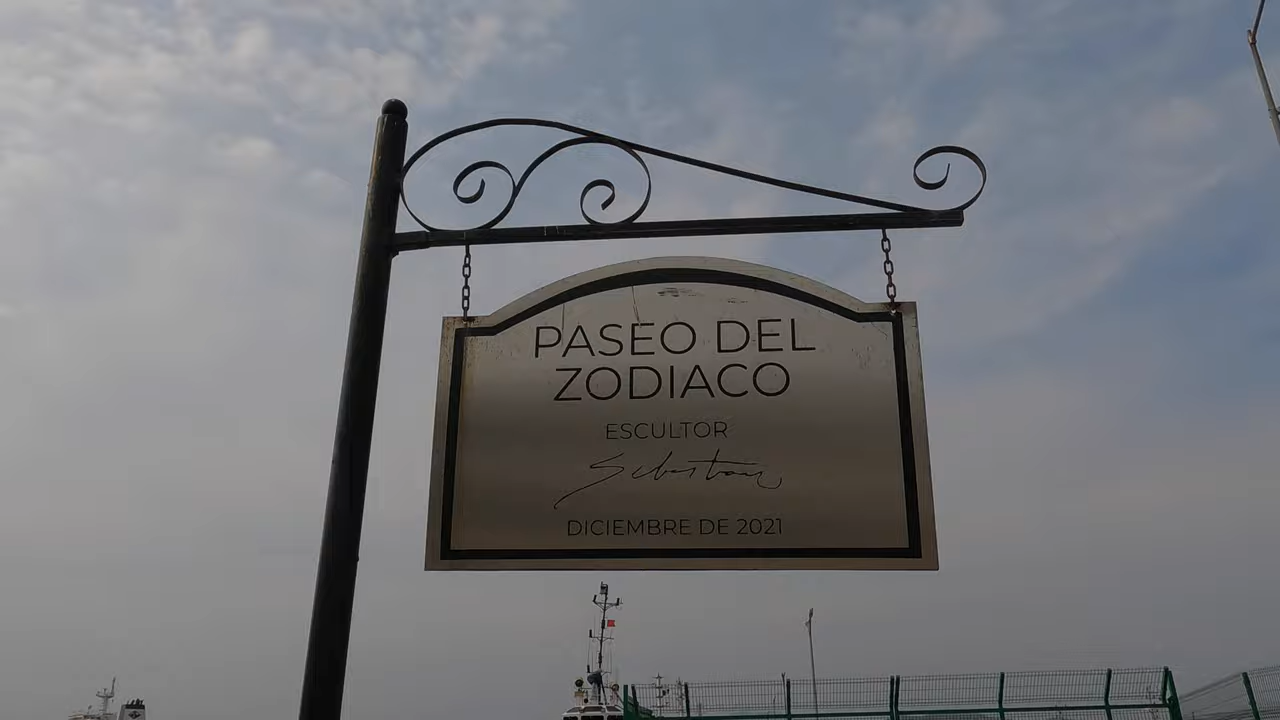 PASEO DEL
ZODIACO
ESCULTOR
Sebastian
DICIEMBRE DE 2021